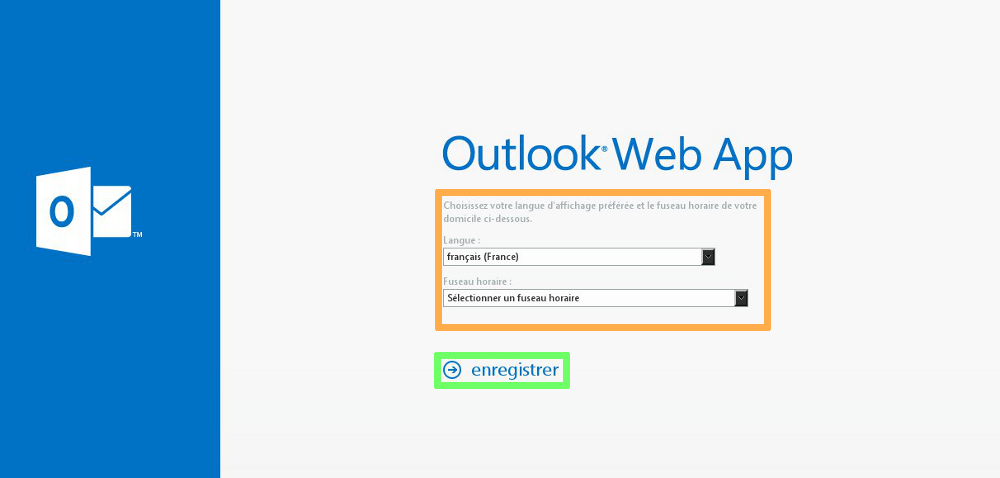 Outlook® Web App
Choisissez votre langue d'affichage préférée et le fuseau horaire de votre
domicile ci-dessous.
Langue :
français (France)
Fuseau horaire :
Sélectionner un fuseau horaire
enregistrer
O
TM